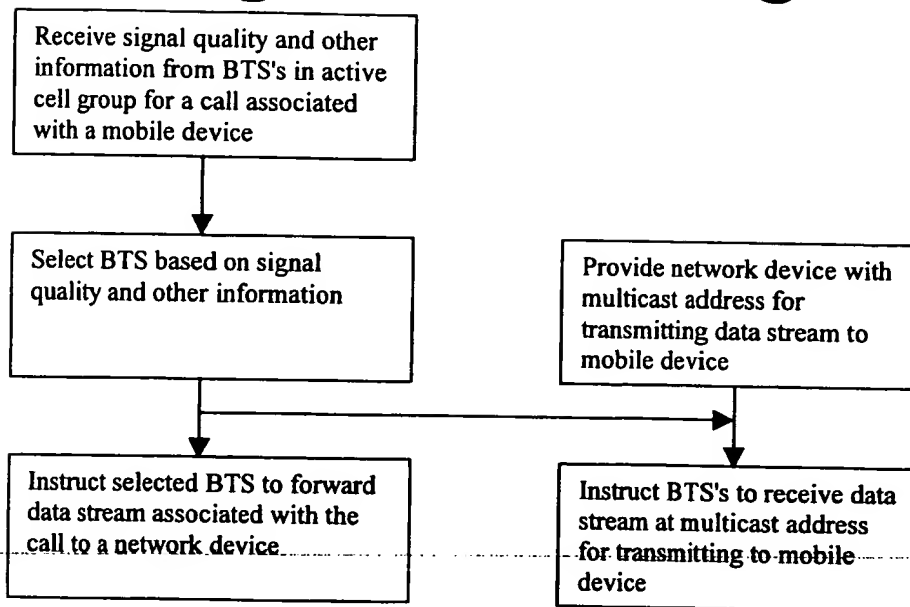 Receive signal quality and other
information from BTS's in active
cell group for a call associated
with a mobile device
Select BTS based on signal
quality and other information
Provide network device with
multicast address for
transmitting data stream to
mobile device
Instruct selected BTS to forward
data stream associated with the
call to a network device
Instruct BTS's to receive data
stream at multicast address
for transmitting to mobile
device